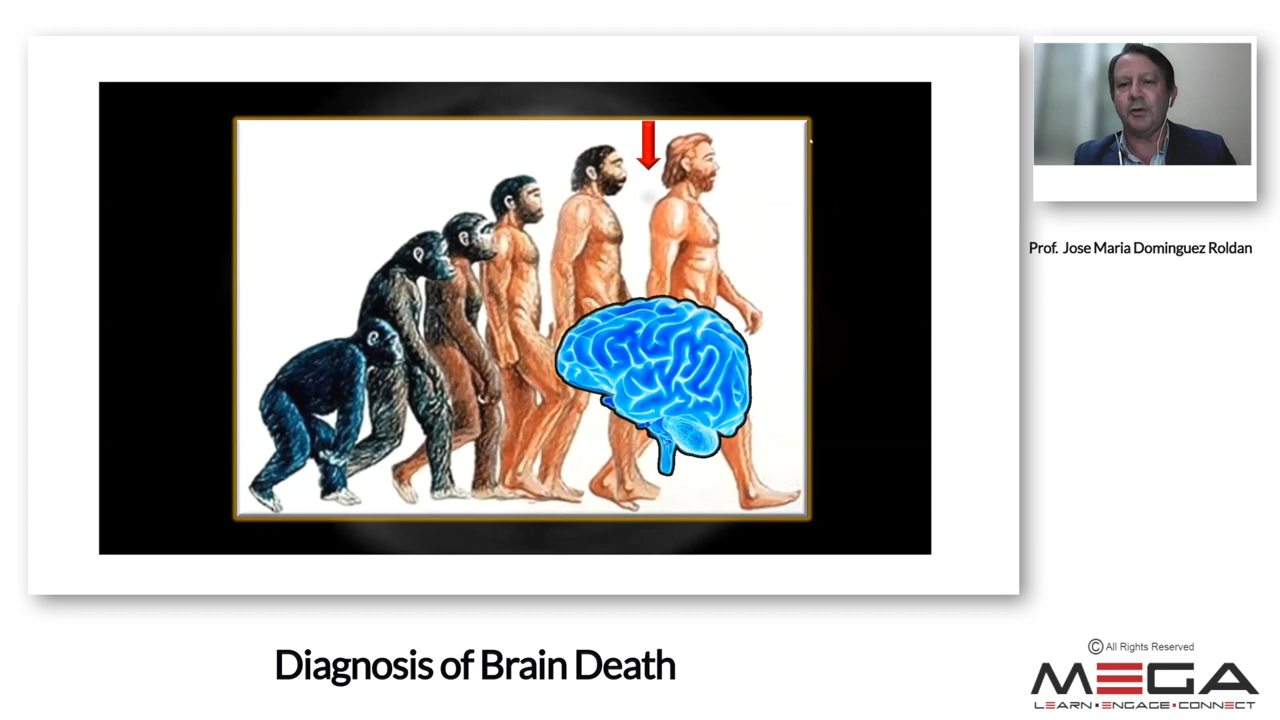 Prof. Jose Maria Dominguez Roldan
Diagnosis of Brain Death
© All Rights Reserved
MEGA
LEARN • ENGAGE • CONNECT